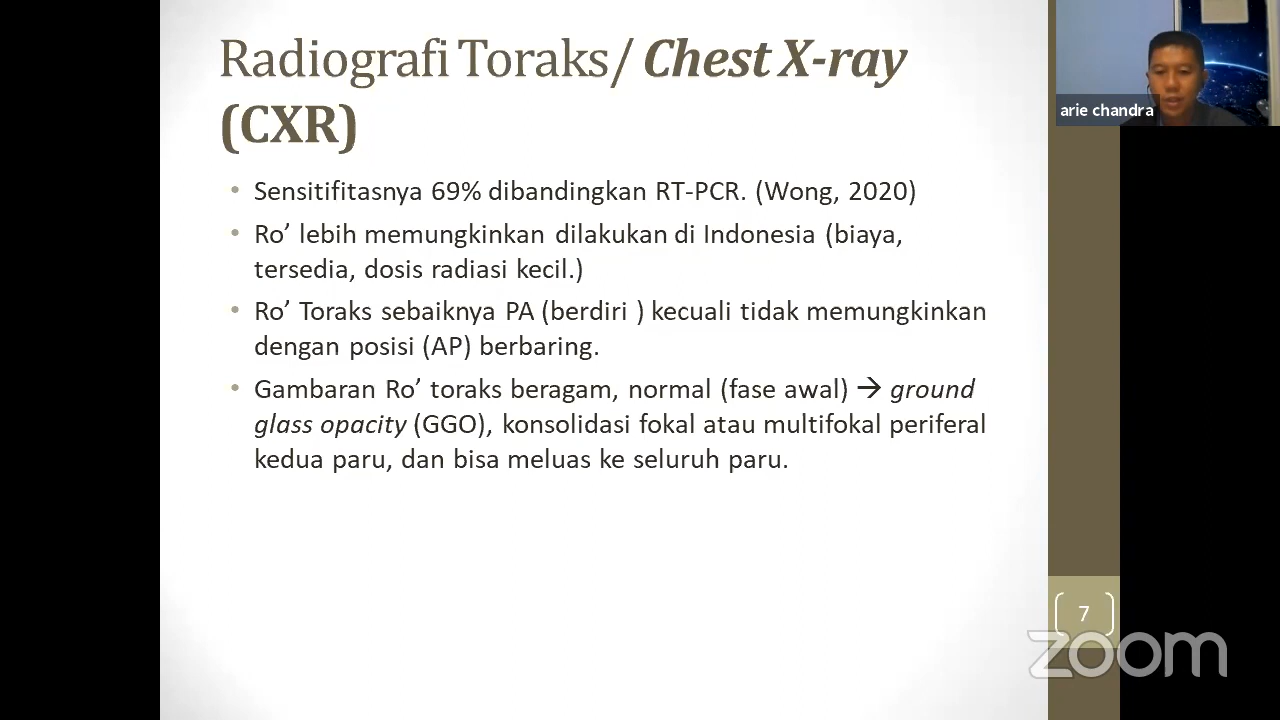 Radiografi Toraks/ Chest X-ray
(CXR)
• Sensitifitasnya 69% dibandingkan RT-PCR. (Wong, 2020)
• Ro’ lebih memungkinkan dilakukan di Indonesia (biaya,
tersedia, dosis radiasi kecil.)
• Ro’ Toraks sebaiknya PA (berdiri ) kecuali tidak memungkinkan
dengan posisi (AP) berbaring.
• Gambaran Ro’ toraks beragam, normal (fase awal) → ground
glass opacity (GGO), konsolidasi fokal atau multifokal periferal
kedua paru, dan bisa meluas ke seluruh paru.
arie chandra
7
zoom